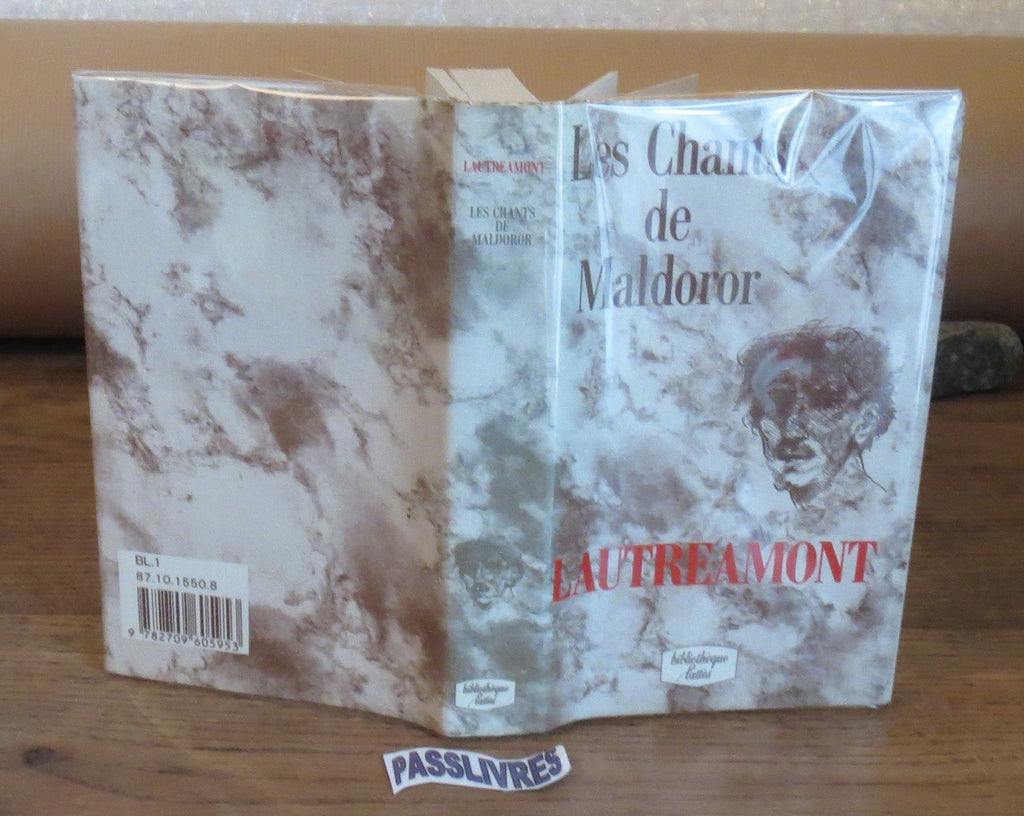 BL.1
87.10.1550.8
9 782709 605953
LAUTREAMONT
LES CHANTS
DE
MALDOROR
bibliothèque
lattès
Les Chants
de
Maldoror
LAUTREAMONT
bibliothèque
lattès
PASSLIVRES